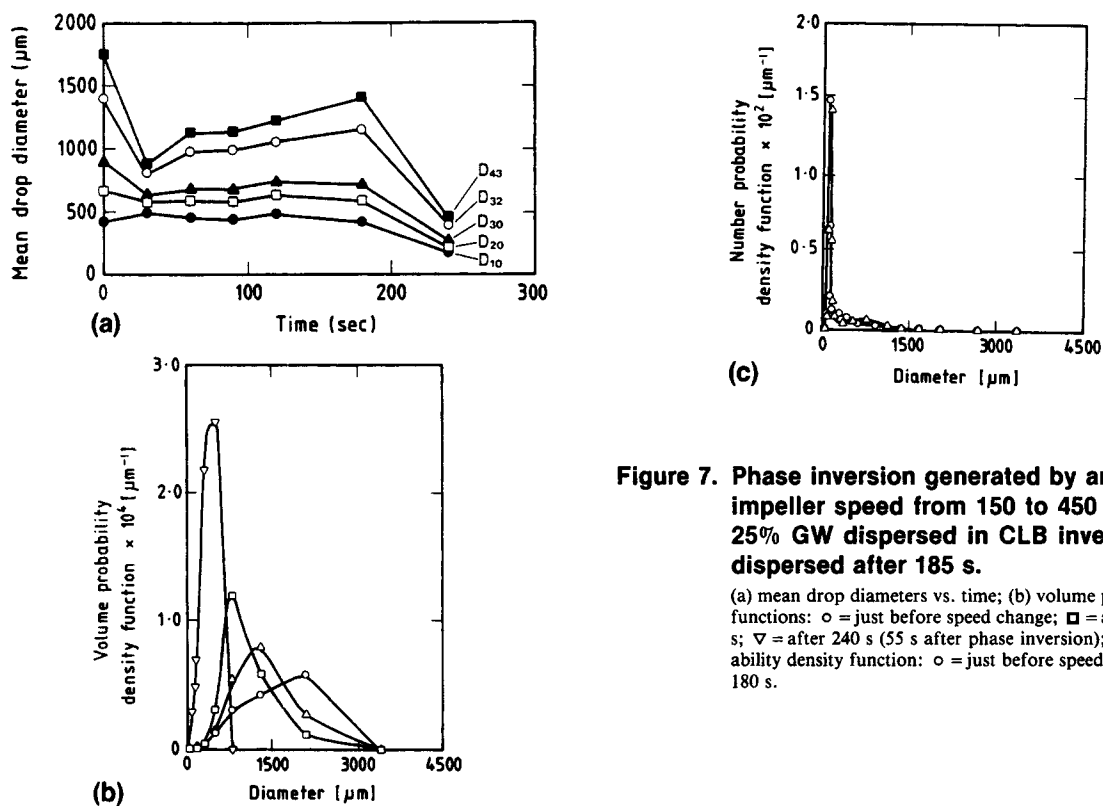 2000
1500
1000
500
0
Mean drop diameter (µm)
D43
D32
D30
D20
D10
0
100
200
300
Time (sec)
(a)
3·0
2·0
1·0
0
Volume probability
density function × 10⁴ [µm⁻¹]
0
1500
3000
4500
Diameter [µm]
(b)
2·0
1·5
1·0
0·5
0
Number probability
density function × 10² [µm⁻¹]
0
1500
3000
4500
Diameter [µm]
(c)
Figure 7. Phase inversion generated by
impeller speed from 150 to 450
25% GW dispersed in CLB
dispersed after 185 s.
(a) mean drop diameters vs. time; (b) volume
functions: ○ = just before speed change; □ =
s; ▽ = after 240 s (55 s after phase inversion);
ability density function: ○ = just before speed
180 s.